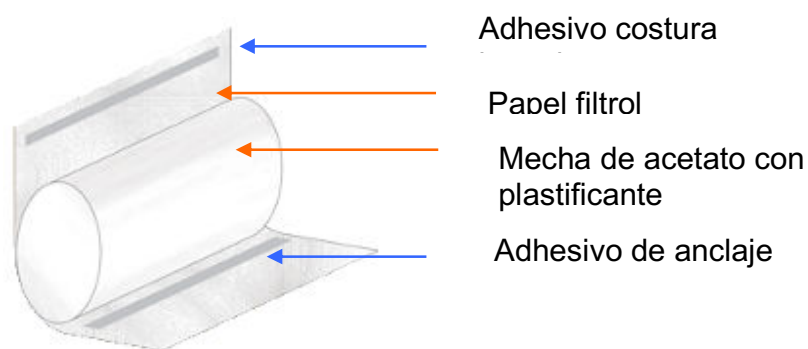 Adhesivo costura
Papel filtrol
Mecha de acetato con
plastificante
Adhesivo de anclaje